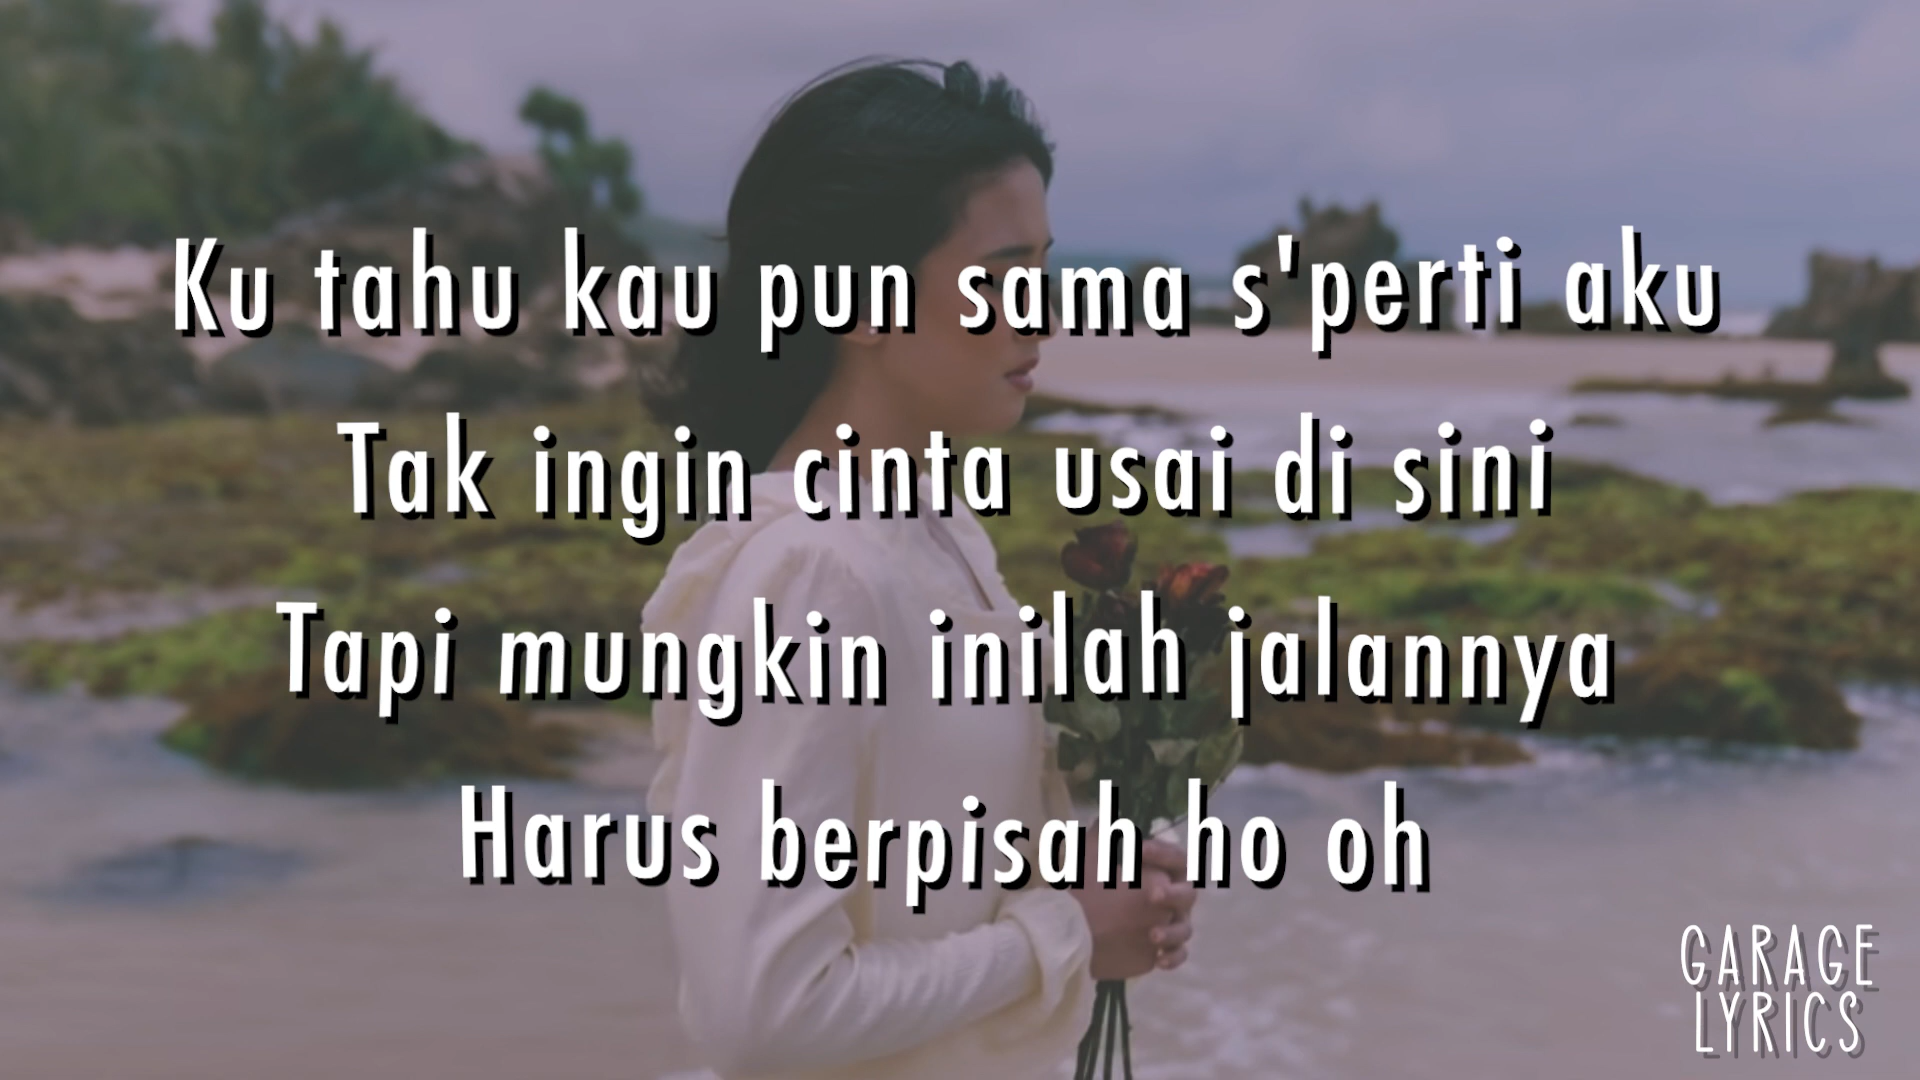 Ku tahu kau pun sama s'perti aku
Tak ingin cinta usai di sini
Tapi mungkin inilah jalannya
Harus berpisah ho oh
GARAGE
LYRICS